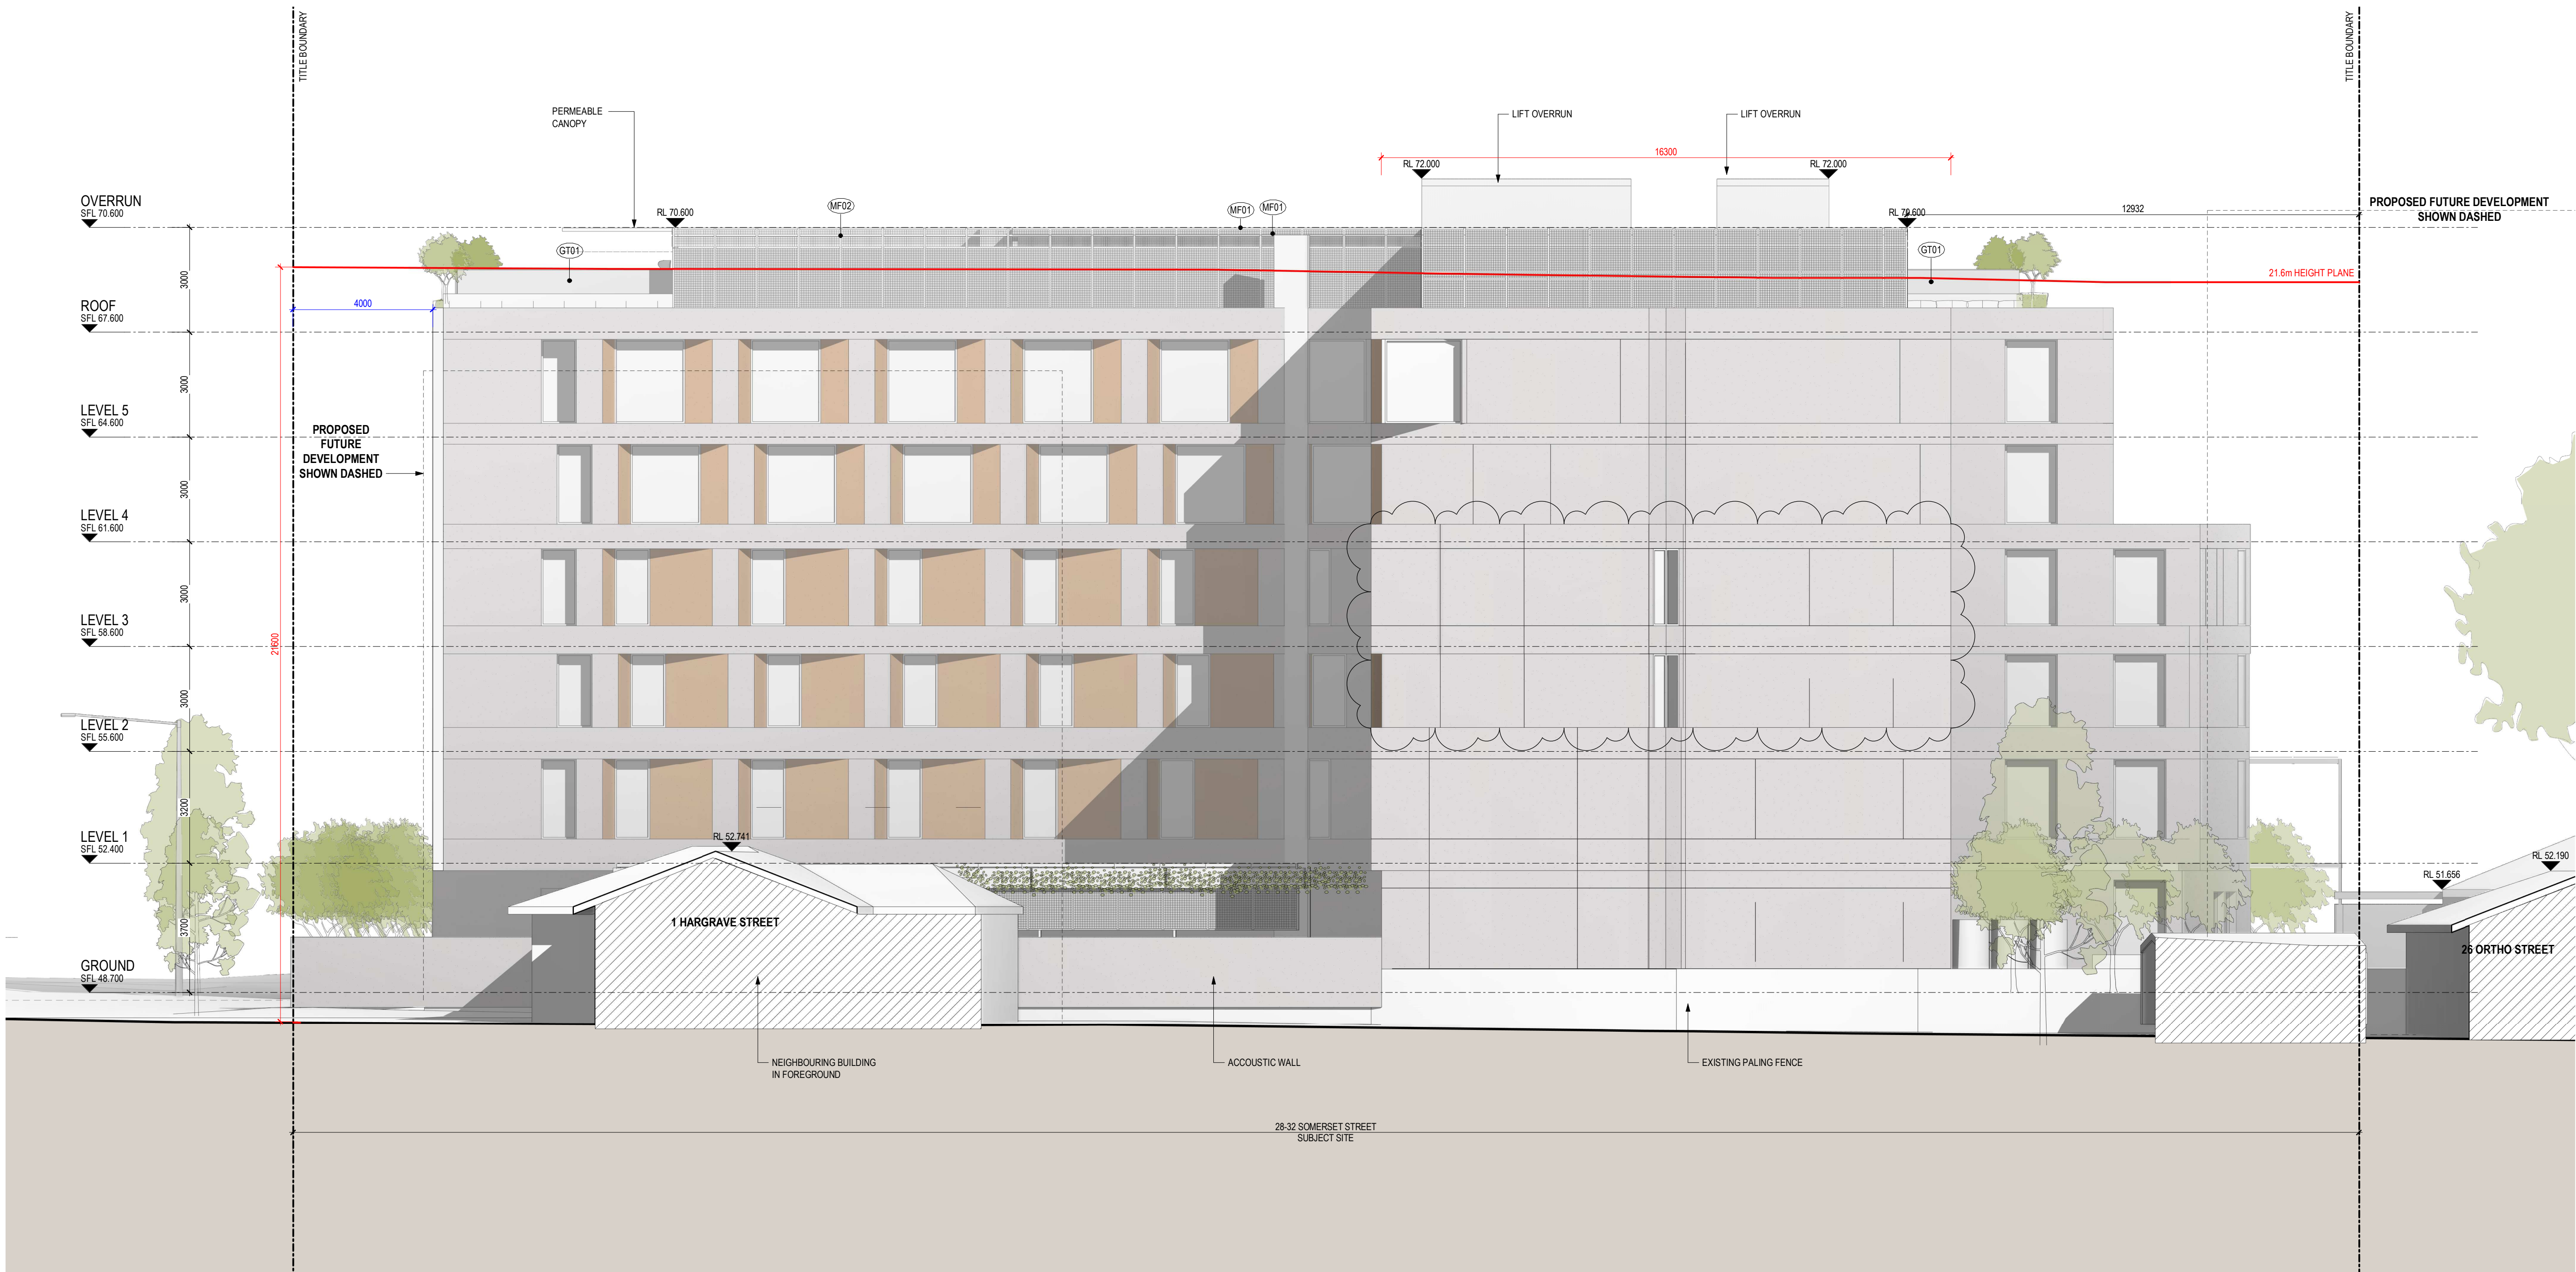 TITLE BOUNDARY
TITLE BOUNDARY
PERMEABLE
CANOPY
LIFT OVERRUN
LIFT OVERRUN
16300
RL 72.000
RL 72.000
OVERRUN
SFL 70.600
RL 70.600
MF02
MF01
MF01
RL 70.600
12932
PROPOSED FUTURE DEVELOPMENT
SHOWN DASHED
GT01
GT01
21.6m HEIGHT PLANE
3000
ROOF
SFL 67.600
4000
3000
LEVEL 5
SFL 64.600
PROPOSED
FUTURE
DEVELOPMENT
SHOWN DASHED
3000
LEVEL 4
SFL 61.600
3000
LEVEL 3
SFL 58.600
21600
3000
LEVEL 2
SFL 55.600
3200
LEVEL 1
SFL 52.400
RL 52.741
RL 52.190
RL 51.656
3700
1 HARGRAVE STREET
26 ORTHO STREET
GROUND
SFL 48.700
NEIGHBOURING BUILDING
IN FOREGROUND
ACCOUSTIC WALL
EXISTING PALING FENCE
28-32 SOMERSET STREET
SUBJECT SITE